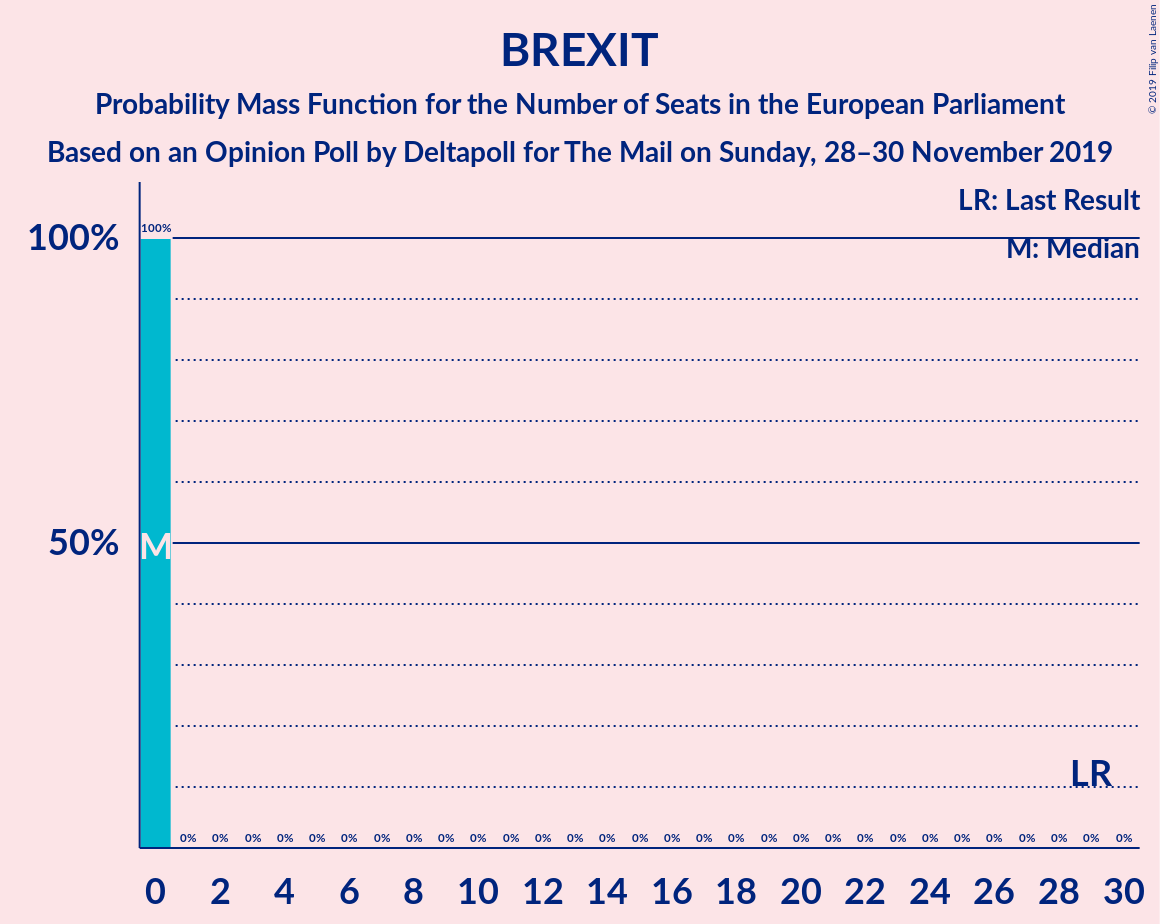 BREXIT
Probability Mass Function for the Number of Seats in the European Parliament
Based on an Opinion Poll by Deltapoll for The Mail on Sunday, 28–30 November 2019
© 2019 Filip van Laenen
LR: Last Result
M: Median
100%
100%
50%
M
LR
0% 0% 0% 0% 0% 0% 0% 0% 0% 0% 0% 0% 0% 0% 0% 0% 0% 0% 0% 0% 0% 0% 0% 0% 0% 0% 0% 0% 0% 0%
0 2 4 6 8 10 12 14 16 18 20 22 24 26 28 30